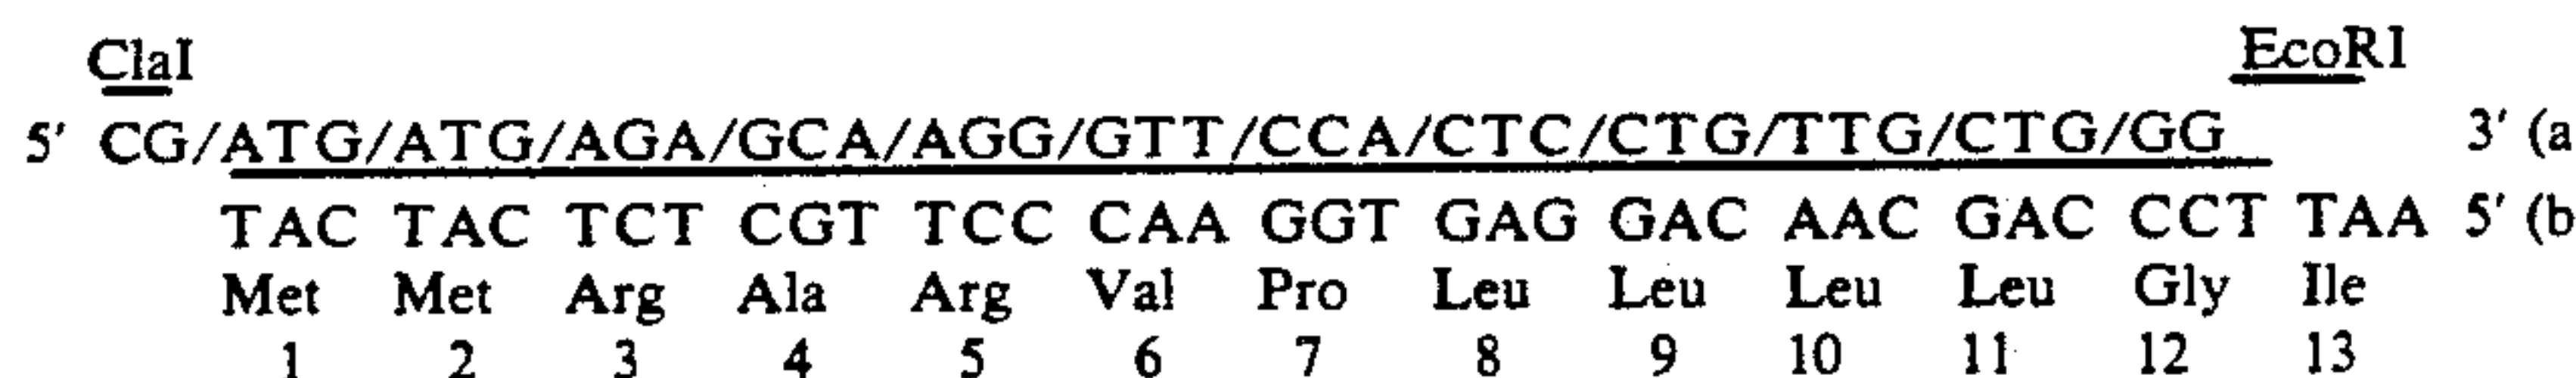 ClaI EcoRI
5′ CG/ATG/ATG/AGA/GCA/AGG/GTT/CCA/CTC/CTG/TTG/CTG/GG 3′ (a
TAC TAC TCT CGT TCC CAA GGT GAG GAC AAC GAC CCT TAA 5′ (b
Met Met Arg Ala Arg Val Pro Leu Leu Leu Leu Gly Ile
1 2 3 4 5 6 7 8 9 10 11 12 13